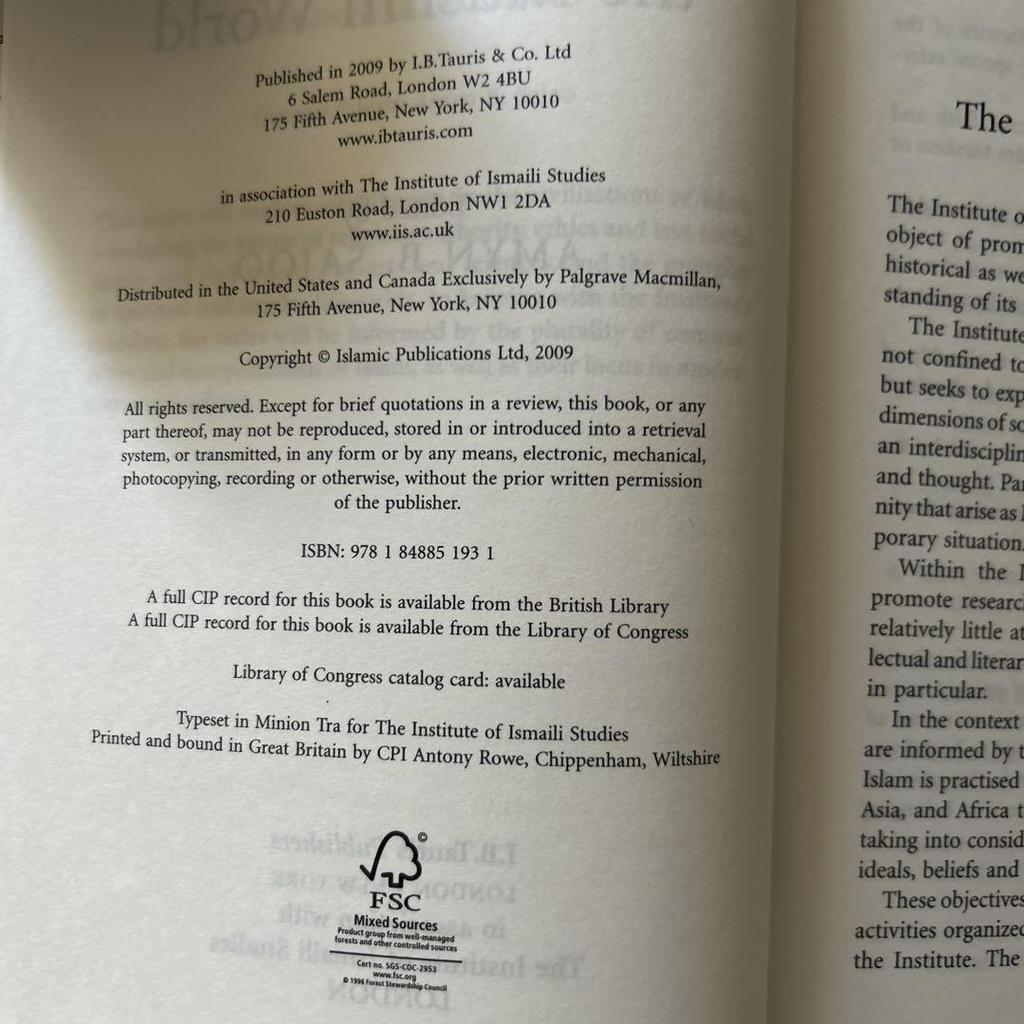 Published in 2009 by I.B.Tauris & Co. Ltd
6 Salem Road, London W2 4BU
175 Fifth Avenue, New York, NY 10010
www.ibtauris.com
in association with The Institute of Ismaili Studies
210 Euston Road, London NW1 2DA
www.iis.ac.uk
Distributed in the United States and Canada Exclusively by Palgrave Macmillan,
175 Fifth Avenue, New York, NY 10010
Copyright © Islamic Publications Ltd, 2009
All rights reserved. Except for brief quotations in a review, this book, or any
part thereof, may not be reproduced, stored in or introduced into a retrieval
system, or transmitted, in any form or by any means, electronic, mechanical,
photocopying, recording or otherwise, without the prior written permission
of the publisher.
ISBN: 978 1 84885 193 1
A full CIP record for this book is available from the British Library
A full CIP record for this book is available from the Library of Congress
Library of Congress catalog card: available
Typeset in Minion Tra for The Institute of Ismaili Studies
Printed and bound in Great Britain by CPI Antony Rowe, Chippenham, Wiltshire
©
FSC
Mixed Sources
Product group from well-managed
forests and other controlled sources
Cert no. SGS-COC-2953
www.fsc.org
© 1996 Forest Stewardship Council
The
The Institute o
object of prom
historical as we
standing of its
The Institute
not confined to
but seeks to exp
dimensions of so
an interdisciplin
and thought. Par
nity that arise as
porary situation.
Within the I
promote research
relatively little at
lectual and literar
in particular.
In the context
are informed by t
Islam is practised
Asia, and Africa t
taking into consid
ideals, beliefs and
These objectives
activities organized
the Institute. The